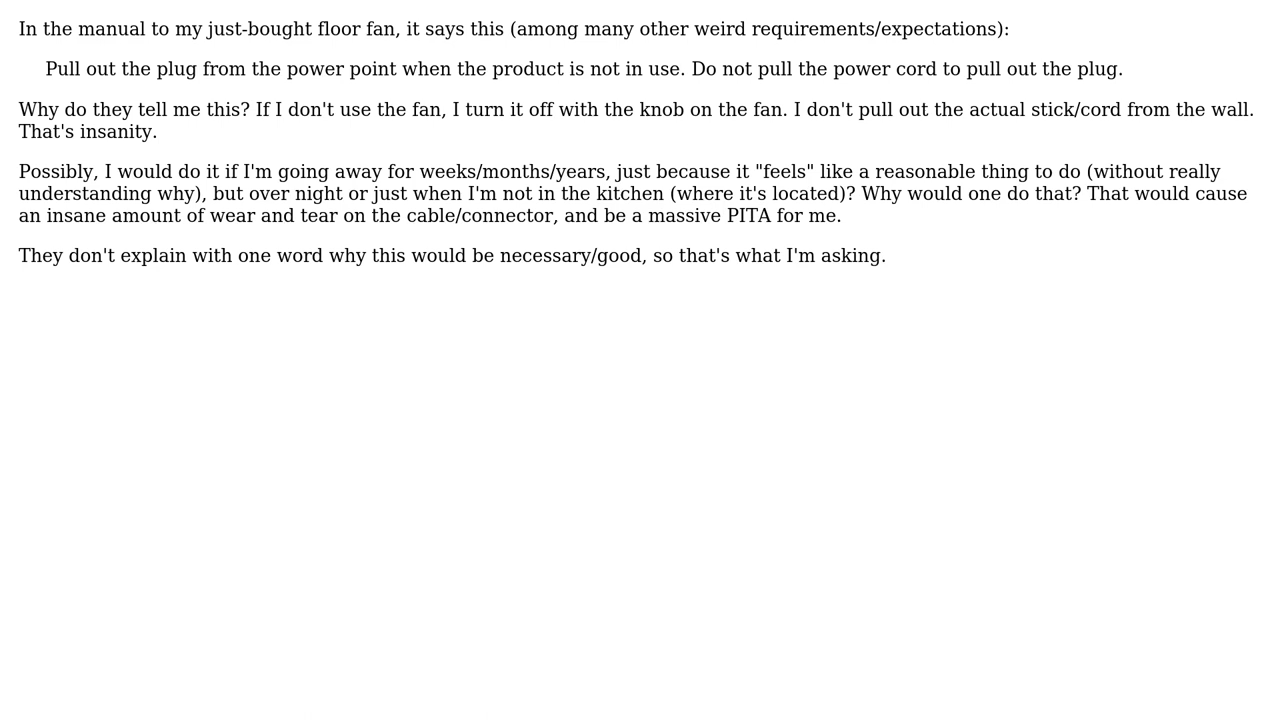 In the manual to my just-bought floor fan, it says this (among many other weird requirements/expectations):
Pull out the plug from the power point when the product is not in use. Do not pull the power cord to pull out the plug.
Why do they tell me this? If I don't use the fan, I turn it off with the knob on the fan. I don't pull out the actual stick/cord from the wall.
That's insanity.
Possibly, I would do it if I'm going away for weeks/months/years, just because it "feels" like a reasonable thing to do (without really
understanding why), but over night or just when I'm not in the kitchen (where it's located)? Why would one do that? That would cause
an insane amount of wear and tear on the cable/connector, and be a massive PITA for me.
They don't explain with one word why this would be necessary/good, so that's what I'm asking.